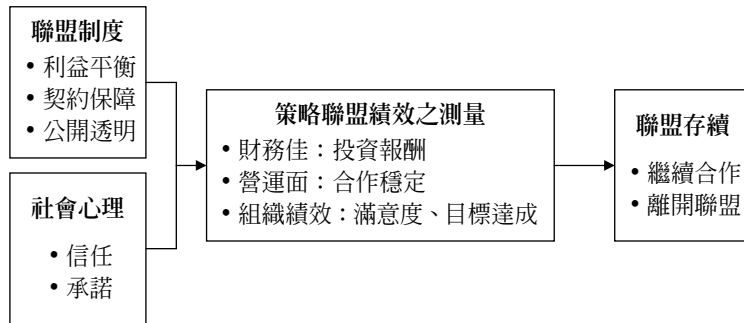 聯盟制度
• 利益平衡
• 契約保障
• 公開透明
社會心理
• 信任
• 承諾
策略聯盟績效之測量
• 財務佳：投資報酬
• 營運面：合作穩定
• 組織績效：滿意度、目標達成
聯盟存續
• 繼續合作
• 離開聯盟